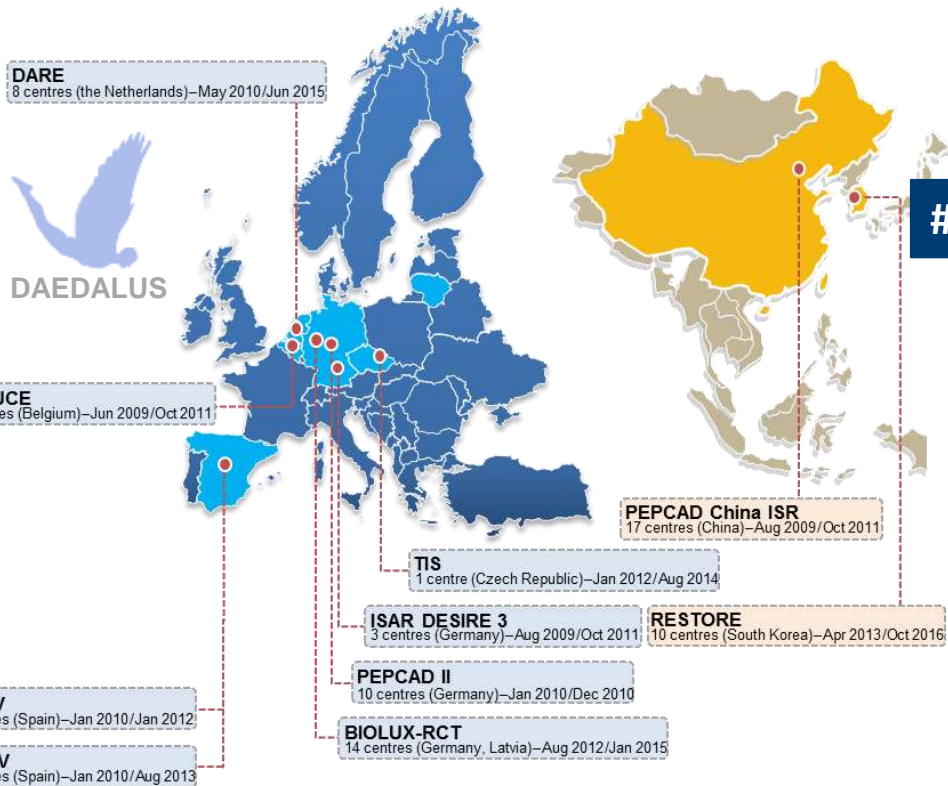 DARE
8 centres (the Netherlands)–May 2010/Jun 2015
DAEDALUS
#
(Belgium)–Jun 2009/Oct 2011
PEPCAD China ISR
17 centres (China)–Aug 2009/Oct 2011
TIS
1 centre (Czech Republic)–Jan 2012/Aug 2014
ISAR DESIRE 3
3 centres (Germany)–Aug 2009/Oct 2011
RESTORE
10 centres (South Korea)–Apr 2013/Oct 2016
PEPCAD II
10 centres (Germany)–Jan 2010/Dec 2010
(Spain)–Jan 2010/Jan 2012
BIOLUX-RCT
14 centres (Germany, Latvia)–Aug 2012/Jan 2015
(Spain)–Jan 2010/Aug 2013